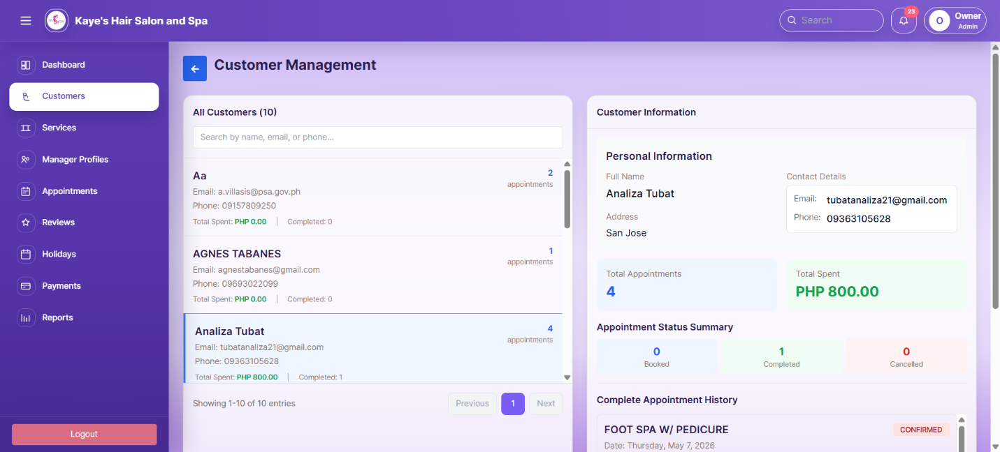 Kaye's Hair Salon and Spa
Search
23
O
Owner
Admin
Dashboard
Customers
Services
Manager Profiles
Appointments
Reviews
Holidays
Payments
Reports
Logout
Customer Management
All Customers (10)
Search by name, email, or phone...
Aa
2
appointments
Email: a.villasis@psa.gov.ph
Phone: 09157809250
Total Spent: PHP 0.00 | Completed: 0
AGNES TABANES
1
appointments
Email: agnestabanes@gmail.com
Phone: 09693022099
Total Spent: PHP 0.00 | Completed: 0
Analiza Tubat
4
appointments
Email: tubatanaliza21@gmail.com
Phone: 09363105628
Total Spent: PHP 800.00 | Completed: 1
Showing 1-10 of 10 entries
Previous
1
Next
Customer Information
Personal Information
Full Name
Analiza Tubat
Address
San Jose
Contact Details
Email: tubatanaliza21@gmail.com
Phone: 09363105628
Total Appointments
4
Total Spent
PHP 800.00
Appointment Status Summary
0
Booked
1
Completed
0
Cancelled
Complete Appointment History
FOOT SPA W/ PEDICURE
CONFIRMED
Date: Thursday, May 7, 2026